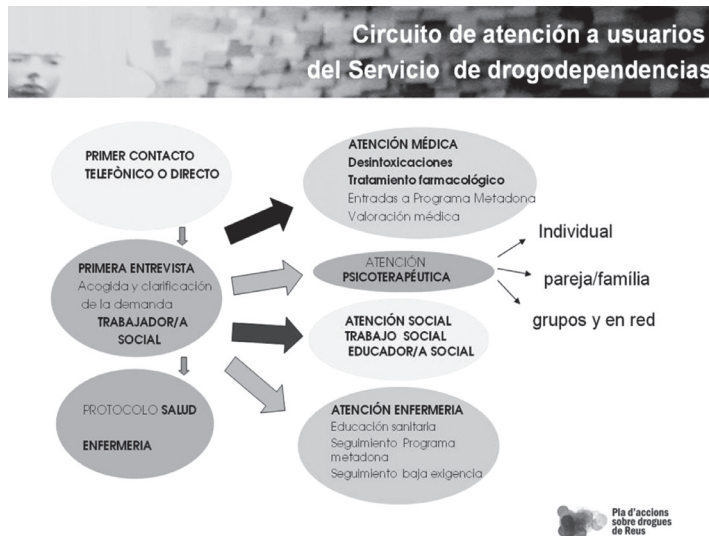 Circuito de atención a usuarios
del Servicio de drogodependencias
PRIMER CONTACTO
TELEFÒNICO O DIRECTO
PRIMERA ENTREVISTA
Acogida y clarificación
de la demanda
TRABAJADOR/A
SOCIAL
PROTOCOLO SALUD
ENFERMERIA
ATENCIÓN MÉDICA
Desintoxicaciones
Tratamiento farmacológico
Entradas a Programa Metadona
Valoración médica
ATENCIÓN
PSICOTERAPÉUTICA
Individual
pareja/família
grupos y en red
ATENCIÓN SOCIAL
TRABAJO SOCIAL
EDUCADOR/A SOCIAL
ATENCIÓN ENFERMERIA
Educación sanitaria
Seguimiento Programa
metadona
Seguimiento baja exigencia
Pla d'accions
sobre drogues
de Reus